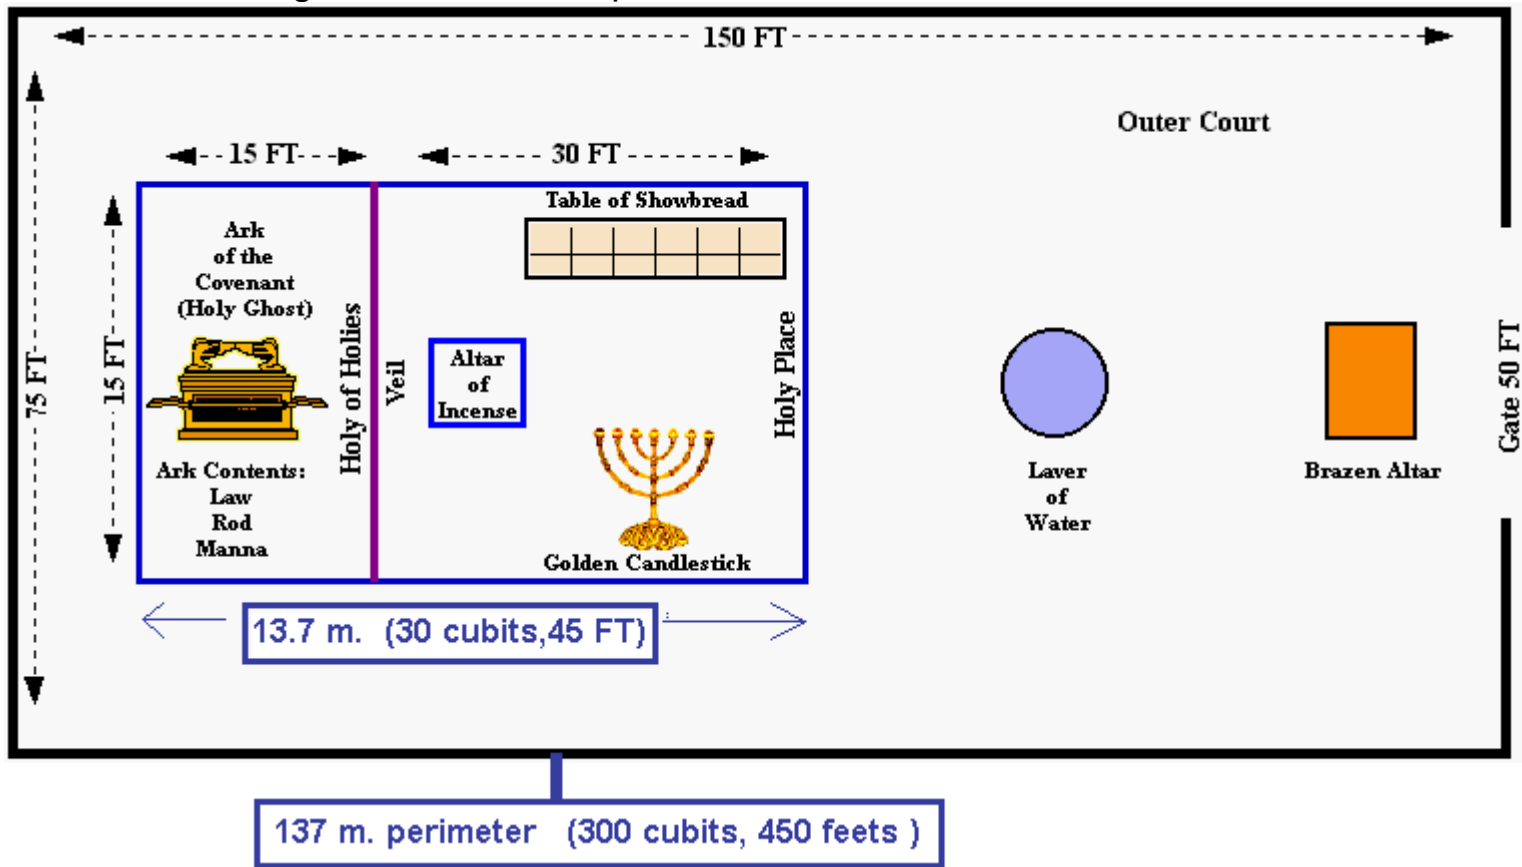 150 FT
Outer Court
75 FT
15 FT
30 FT
15 FT
Ark
of the
Covenant
(Holy Ghost)
Ark Contents:
Law
Rod
Manna
Holy of Holies
Veil
Table of Showbread
Altar
of
Incense
Golden Candlestick
Holy Place
Laver
of
Water
Brazen Altar
Gate 50 FT
13.7 m. (30 cubits,45 FT)
137 m. perimeter (300 cubits, 450 feets )